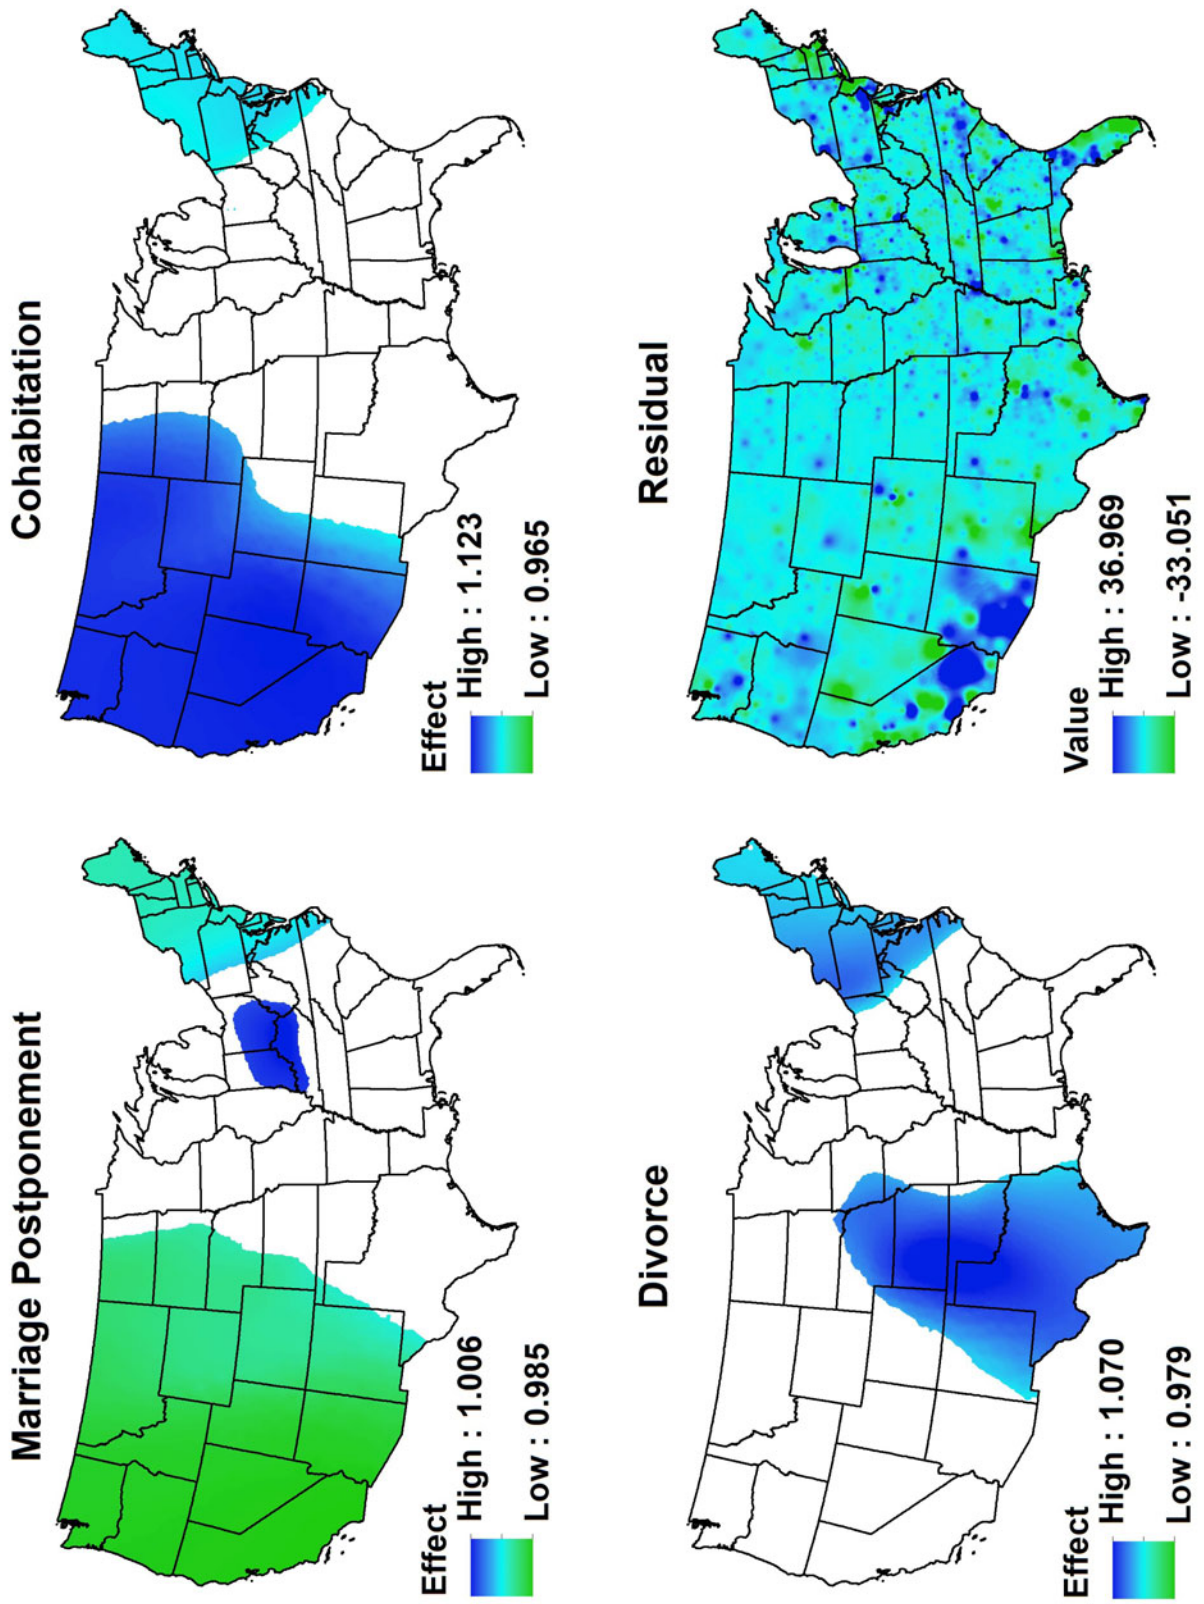 Marriage Postponement
Effect
High : 1.006
Low : 0.985
Cohabitation
Effect
High : 1.123
Low : 0.965
Divorce
Effect
High : 1.070
Low : 0.979
Residual
Value
High : 36.969
Low : -33.051